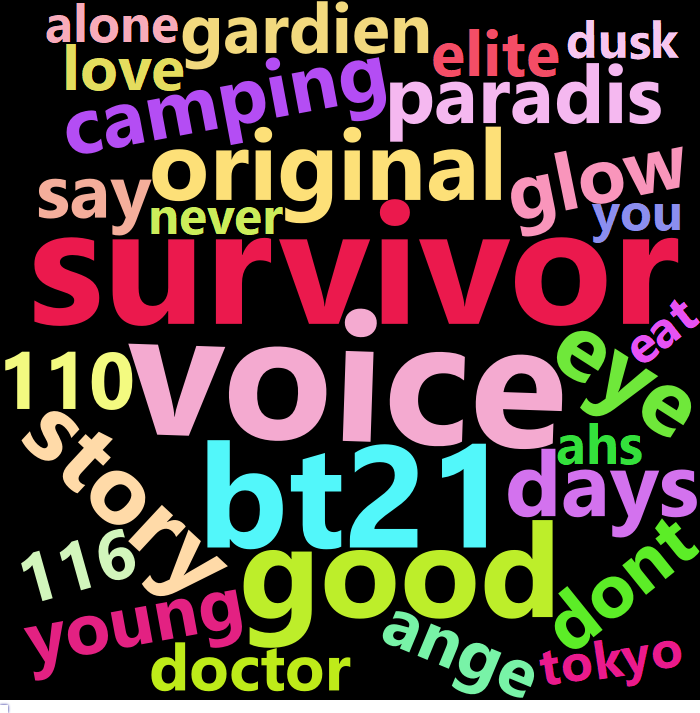 alone
gardien
elite
dusk
love
camping
paradis
original
say
glow
never
you
survivor
eat
voice
eye
110
story
ahs
bt21
days
116
good
dont
young
ange
doctor
tokyo